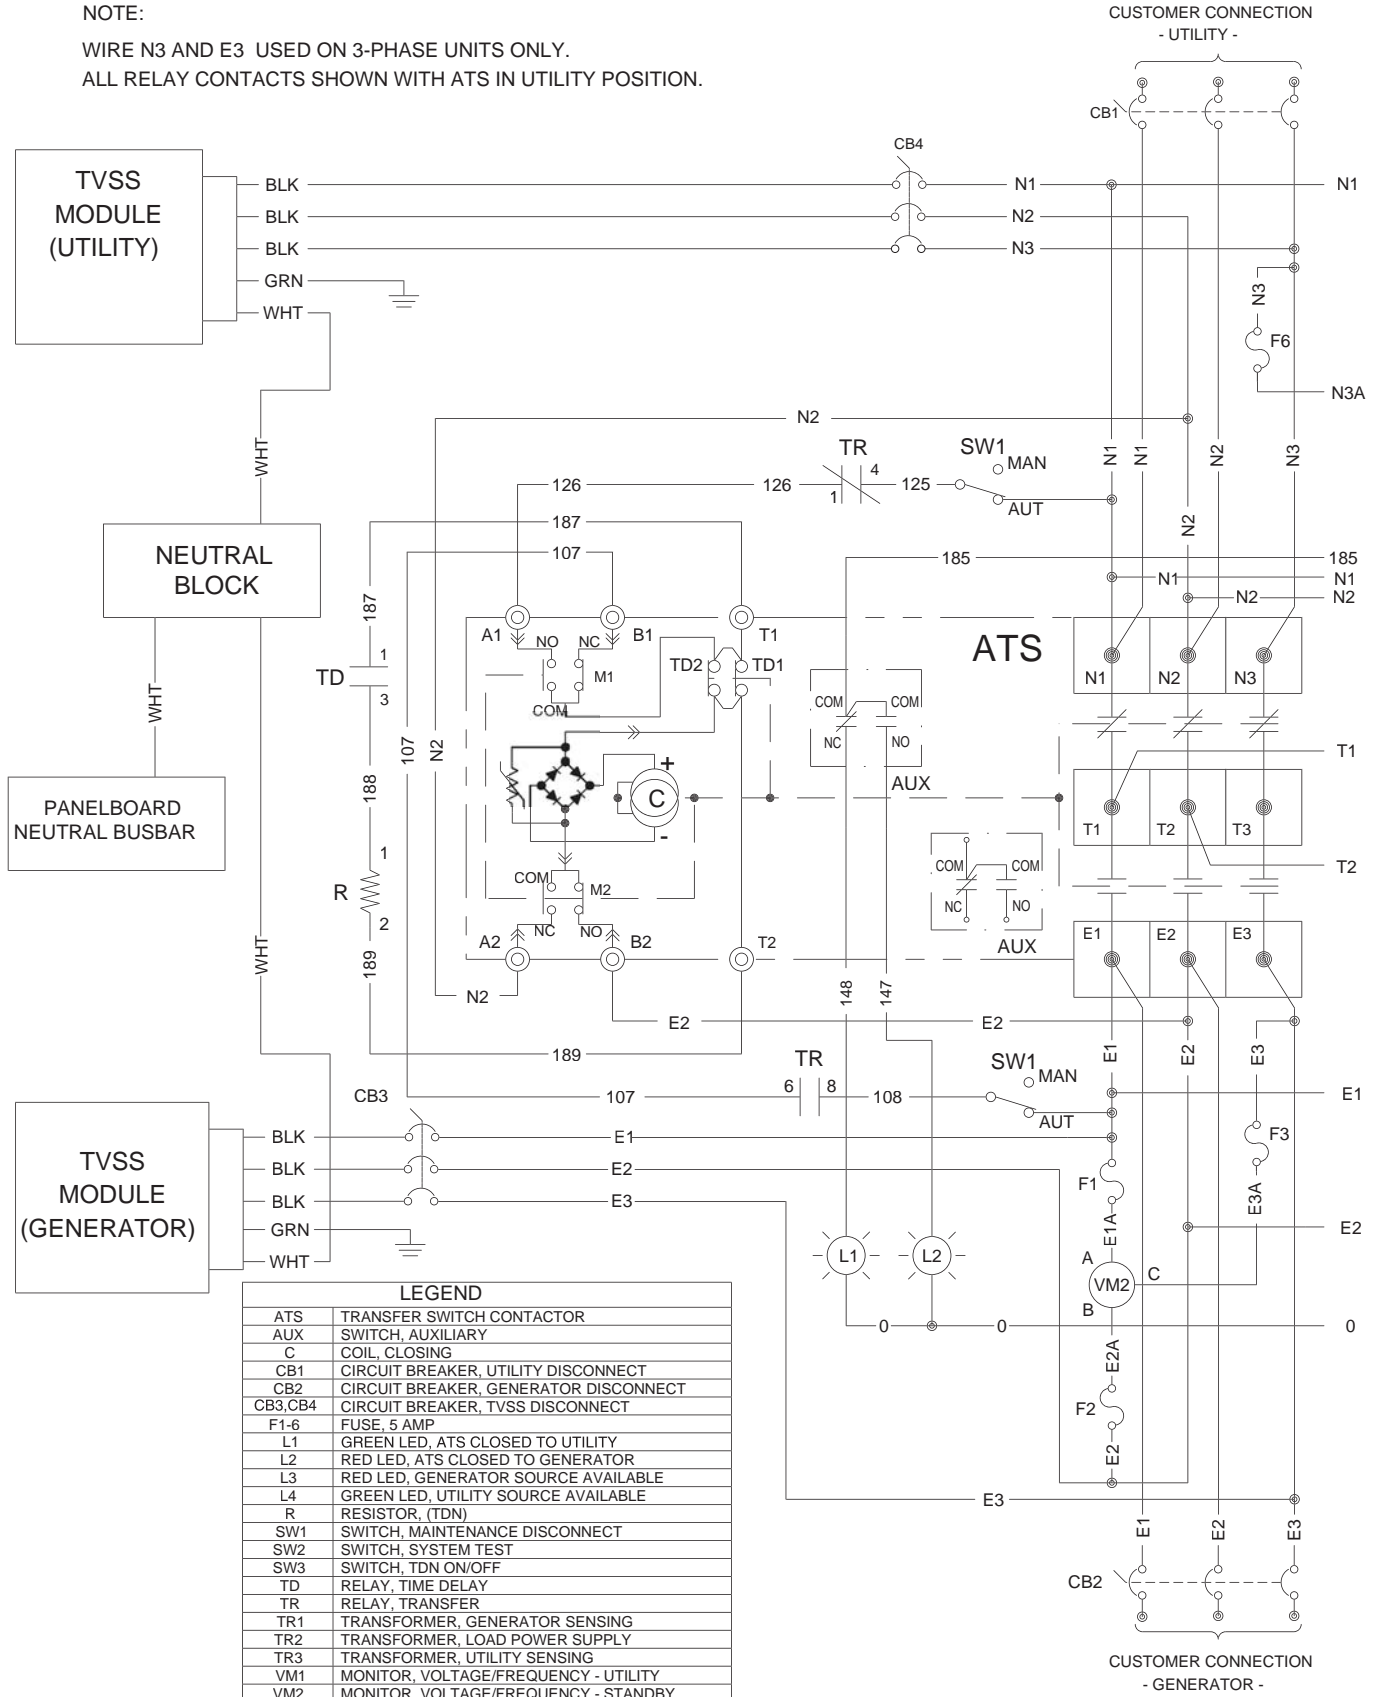 NOTE:
WIRE N3 AND E3 USED ON 3-PHASE UNITS ONLY.
ALL RELAY CONTACTS SHOWN WITH ATS IN UTILITY POSITION.
CUSTOMER CONNECTION
- UTILITY -
CB1
CB4
TVSS
MODULE
(UTILITY)
BLK N1 N1
BLK N2
BLK N3
GRN
WHT
N3
F6
N3A
WHT
N2
TR
SW1
MAN
126 126 1 4 125
AUT
N1 N1 N2 N3
187
107
N2
NEUTRAL
BLOCK
185 185
N1 N1
N2 N2
187
A1 NO NC B1 T1
ATS
TD 1
3
M1
TD2 TD1
COM
N1 N2 N3
WHT
107 N2
COM COM
NC NO
AUX
T1
188
+
C
-
PANELBOARD
NEUTRAL BUSBAR
T1 T2 T3
T2
R 1
2
COM M2
COM COM
NC NO
AUX
A2 NC NO B2 T2
E1 E2 E3
WHT
189
N2
148 147
E2 E2
189
E1 E2 E3
TR
SW1
MAN
CB3
107 6 8 108
AUT
E1
TVSS
MODULE
(GENERATOR)
BLK E1
BLK E2
BLK E3
GRN
WHT
F3
F1
E3A
E1A
E2
L1 L2
A
VM2
C
B
0 0 0
E2A
F2
E2
E3
E1 E2 E3
CB2
CUSTOMER CONNECTION
- GENERATOR -
LEGEND
ATS TRANSFER SWITCH CONTACTOR
AUX SWITCH, AUXILIARY
C COIL, CLOSING
CB1 CIRCUIT BREAKER, UTILITY DISCONNECT
CB2 CIRCUIT BREAKER, GENERATOR DISCONNECT
CB3,CB4 CIRCUIT BREAKER, TVSS DISCONNECT
F1-6 FUSE, 5 AMP
L1 GREEN LED, ATS CLOSED TO UTILITY
L2 RED LED, ATS CLOSED TO GENERATOR
L3 RED LED, GENERATOR SOURCE AVAILABLE
L4 GREEN LED, UTILITY SOURCE AVAILABLE
R RESISTOR, (TDN)
SW1 SWITCH, MAINTENANCE DISCONNECT
SW2 SWITCH, SYSTEM TEST
SW3 SWITCH, TDN ON/OFF
TD RELAY, TIME DELAY
TR RELAY, TRANSFER
TR1 TRANSFORMER, GENERATOR SENSING
TR2 TRANSFORMER, LOAD POWER SUPPLY
TR3 TRANSFORMER, UTILITY SENSING
VM1 MONITOR, VOLTAGE/FREQUENCY - UTILITY
VM2 MONITOR, VOLTAGE/FREQUENCY - STANDBY